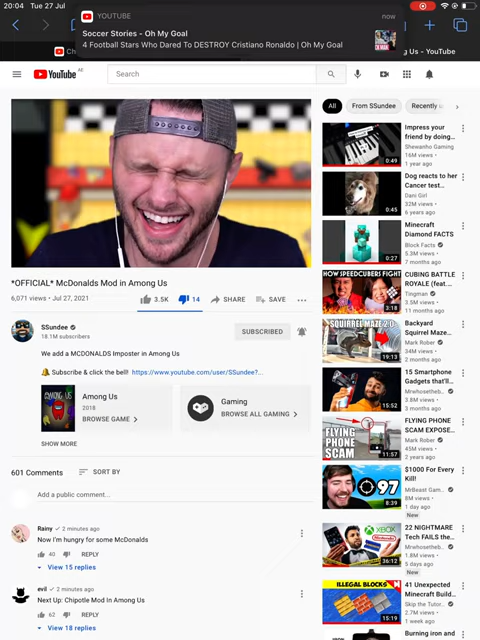 20:04 Tue 27 Jul
YOUTUBE
now
Soccer Stories - Oh My Goal
4 Football Stars Who Dared To DESTROY Cristiano Ronaldo | Oh My Goal
Ch
g Us - YouTube
YouTube AE
Search
All
From SSundee
Recently u
Impress your
friend by doing...
Shewanho Gaming
16M views •
1 year ago
0:49
Dog reacts to her
Cancer test...
Dani Girl
32M views •
6 years ago
0:45
Minecraft
Diamond FACTS
Block Facts
5.3M views •
7 months ago
0:27
HOW SPEEDCUBERS FIGHT
CUBING BATTLE
ROYALE (feat....
Tingman
3.5M views •
11 months ago
3:18
SQUIRREL MAZE 2.0
Backyard
Squirrel Maze...
Mark Rober
34M views •
2 months ago
19:13
15 Smartphone
Gadgets that'll...
Mrwhosetheb...
3.8M views •
3 months ago
15:52
FLYING PHONE SCAM
FLYING PHONE
SCAM EXPOSE...
Mark Rober
45M views •
2 years ago
11:57
97
$1000 For Every
Kill!
MrBeast Gam...
8M views •
1 day ago
New
8:39
XBOX
22 NIGHTMARE
Tech FAILS the...
Mrwhosetheb...
1.8M views •
5 days ago
New
36:12
ILLEGAL BLOCKS
41 Unexpected
Minecraft Build...
Skip the Tutor...
2.7M views •
1 week ago
15:19
Burning iron and
*OFFICIAL* McDonalds Mod in Among Us
6,071 views • Jul 27, 2021
3.5K
14
SHARE
SAVE
SSundee
18.1M subscribers
SUBSCRIBED
We add a MCDONALDS Imposter in Among Us
Subscribe & click the bell! https://www.youtube.com/user/SSundee?...
AMONG US
Among Us
2018
BROWSE GAME
Gaming
BROWSE ALL GAMING
SHOW MORE
601 Comments
SORT BY
Add a public comment...
Rainy ✓ 2 minutes ago
Now I'm hungry for some McDonalds
40
REPLY
View 15 replies
evil ✓ 2 minutes ago
Next Up: Chipotle Mod In Among Us
62
REPLY
View 18 replies